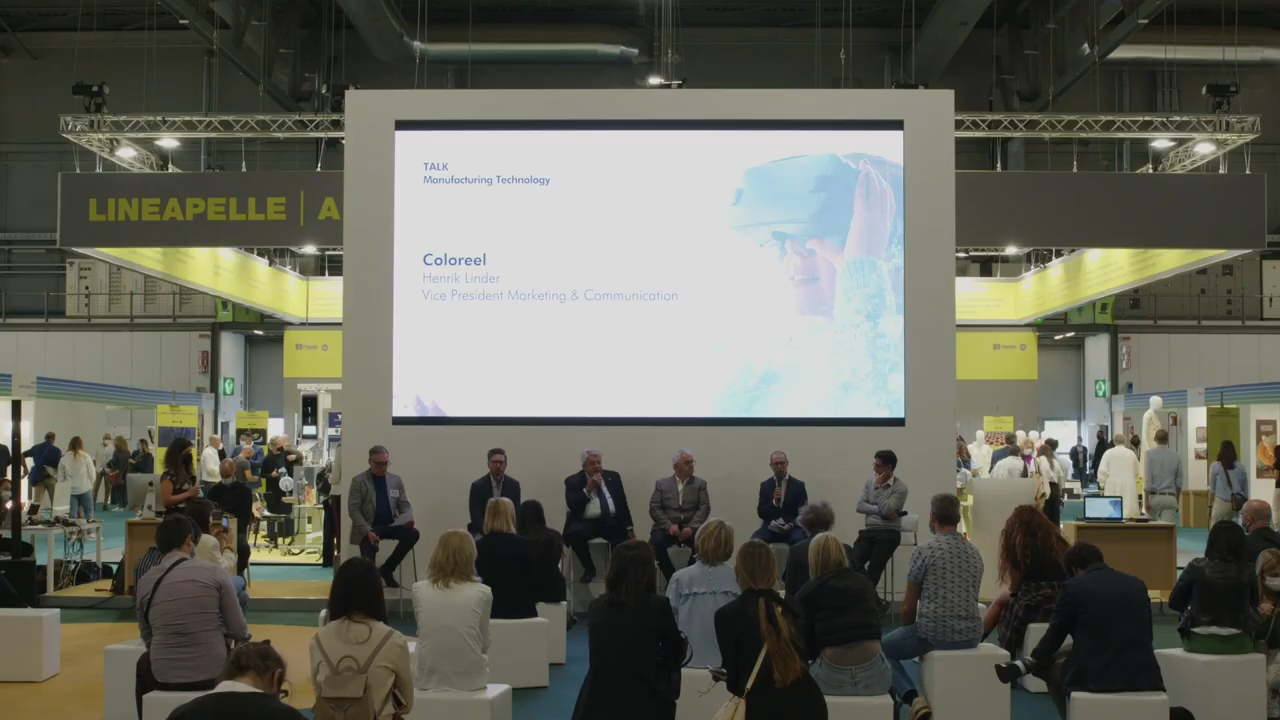 TALK
Manufacturing Technology
Coloreel
Henrik Linder
Vice President Marketing & Communication
LINEAPELLE | A